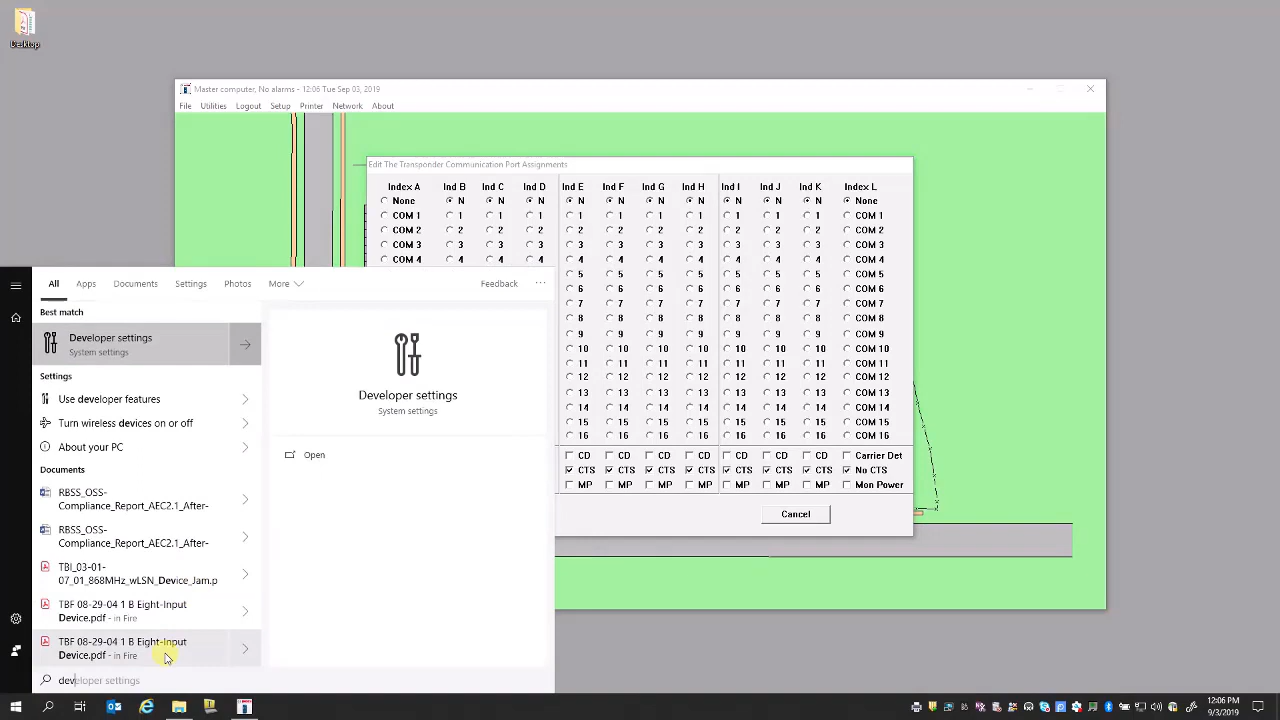 Desktop
Master computer, No alarms - 12:06 Tue Sep 03, 2019
File Utilities Logout Setup Printer Network About
Edit The Transponder Communication Port Assignments
Index A Ind B Ind C Ind D Ind E Ind F Ind G Ind H Ind I Ind J Ind K Index L
None N N N N N N N N N N None
COM 1 1 1 1 1 1 1 1 1 1 1 COM 1
COM 2 2 2 2 2 2 2 2 2 2 2 COM 2
COM 3 3 3 3 3 3 3 3 3 3 3 COM 3
COM 4 4 4 4 4 4 4 4 4 4 4 COM 4
5 5 5 5 5 5 5 COM 5
6 6 6 6 6 6 6 COM 6
7 7 7 7 7 7 7 COM 7
8 8 8 8 8 8 8 COM 8
9 9 9 9 9 9 9 COM 9
10 10 10 10 10 10 10 COM 10
11 11 11 11 11 11 11 COM 11
12 12 12 12 12 12 12 COM 12
13 13 13 13 13 13 13 COM 13
14 14 14 14 14 14 14 COM 14
15 15 15 15 15 15 15 COM 15
16 16 16 16 16 16 16 COM 16
CD CD CD CD CD CD CD Carrier Det
CTS CTS CTS CTS CTS CTS CTS No CTS
MP MP MP MP MP MP MP Mon Power
Cancel
All Apps Documents Settings Photos More Feedback ...
Best match
Developer settings
System settings
Settings
Use developer features
Turn wireless devices on or off
About your PC
Documents
RBSS_OSS-
Compliance_Report_AEC2.1_After-
RBSS_OSS-
Compliance_Report_AEC2.1_After-
TBI_03-01-
07_01_868MHz_wLSN_Device_Jam.p
TBF 08-29-04 1 B Eight-Input
Device.pdf - in Fire
TBF 08-29-04 1 B Eight-Input
Device.pdf - in Fire
Developer settings
System settings
Open
developer settings
12:06 PM
9/3/2019